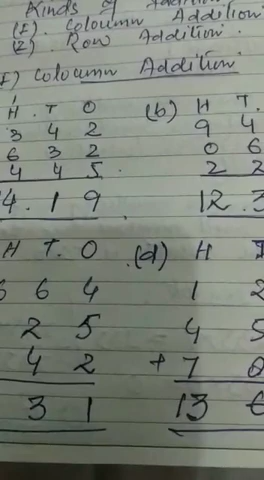 Kinds of Addition
(I). Coloumn Addition
(2). Row Addition.
I) Coloumn Addition
H . T O (b) H T.
3 4 2 9 4
6 3 2 0 6
4 4 5. 2 2
4. 1 9 12.3
H T. O (d) H T
6 6 4 1 2
2 5 4 5
4 2 + 7 0
3 1 13 6